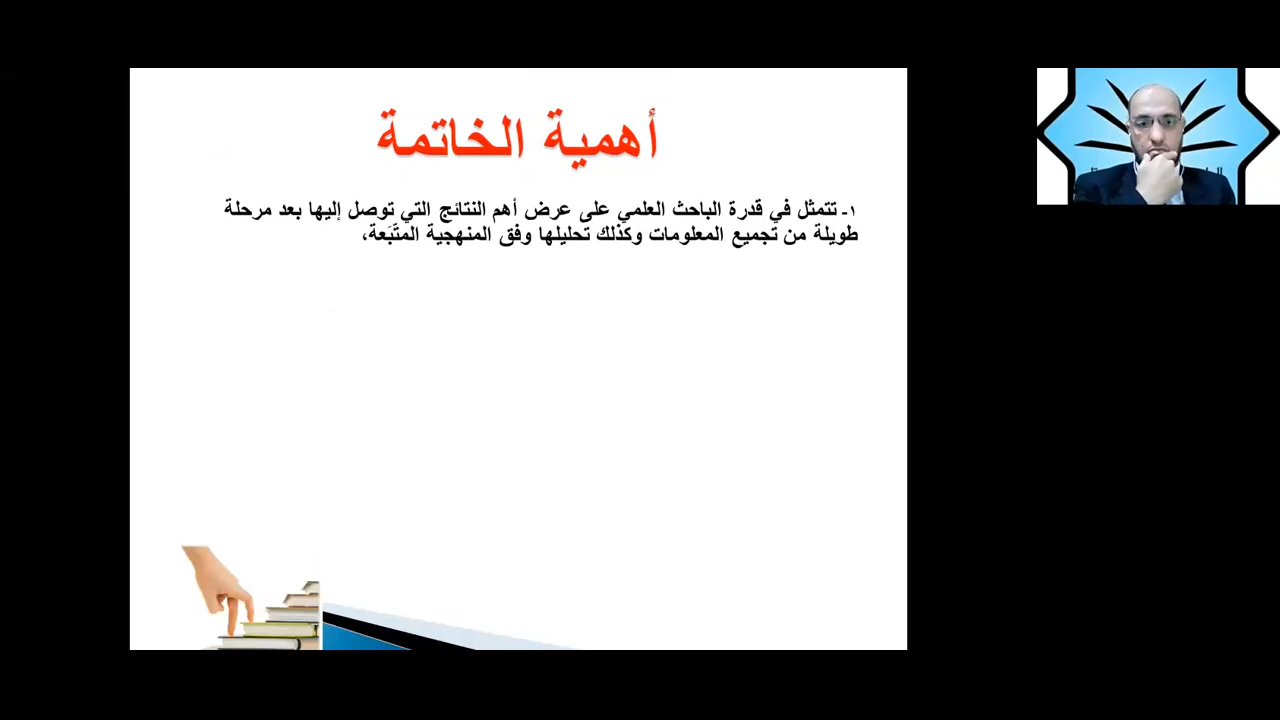 أهمية الخاتمة
١- تتمثل في قدرة الباحث العلمي على عرض أهم النتائج التي توصل إليها بعد مرحلة
طويلة من تجميع المعلومات وكذلك تحليلها وفق المنهجية المتَبَعة،